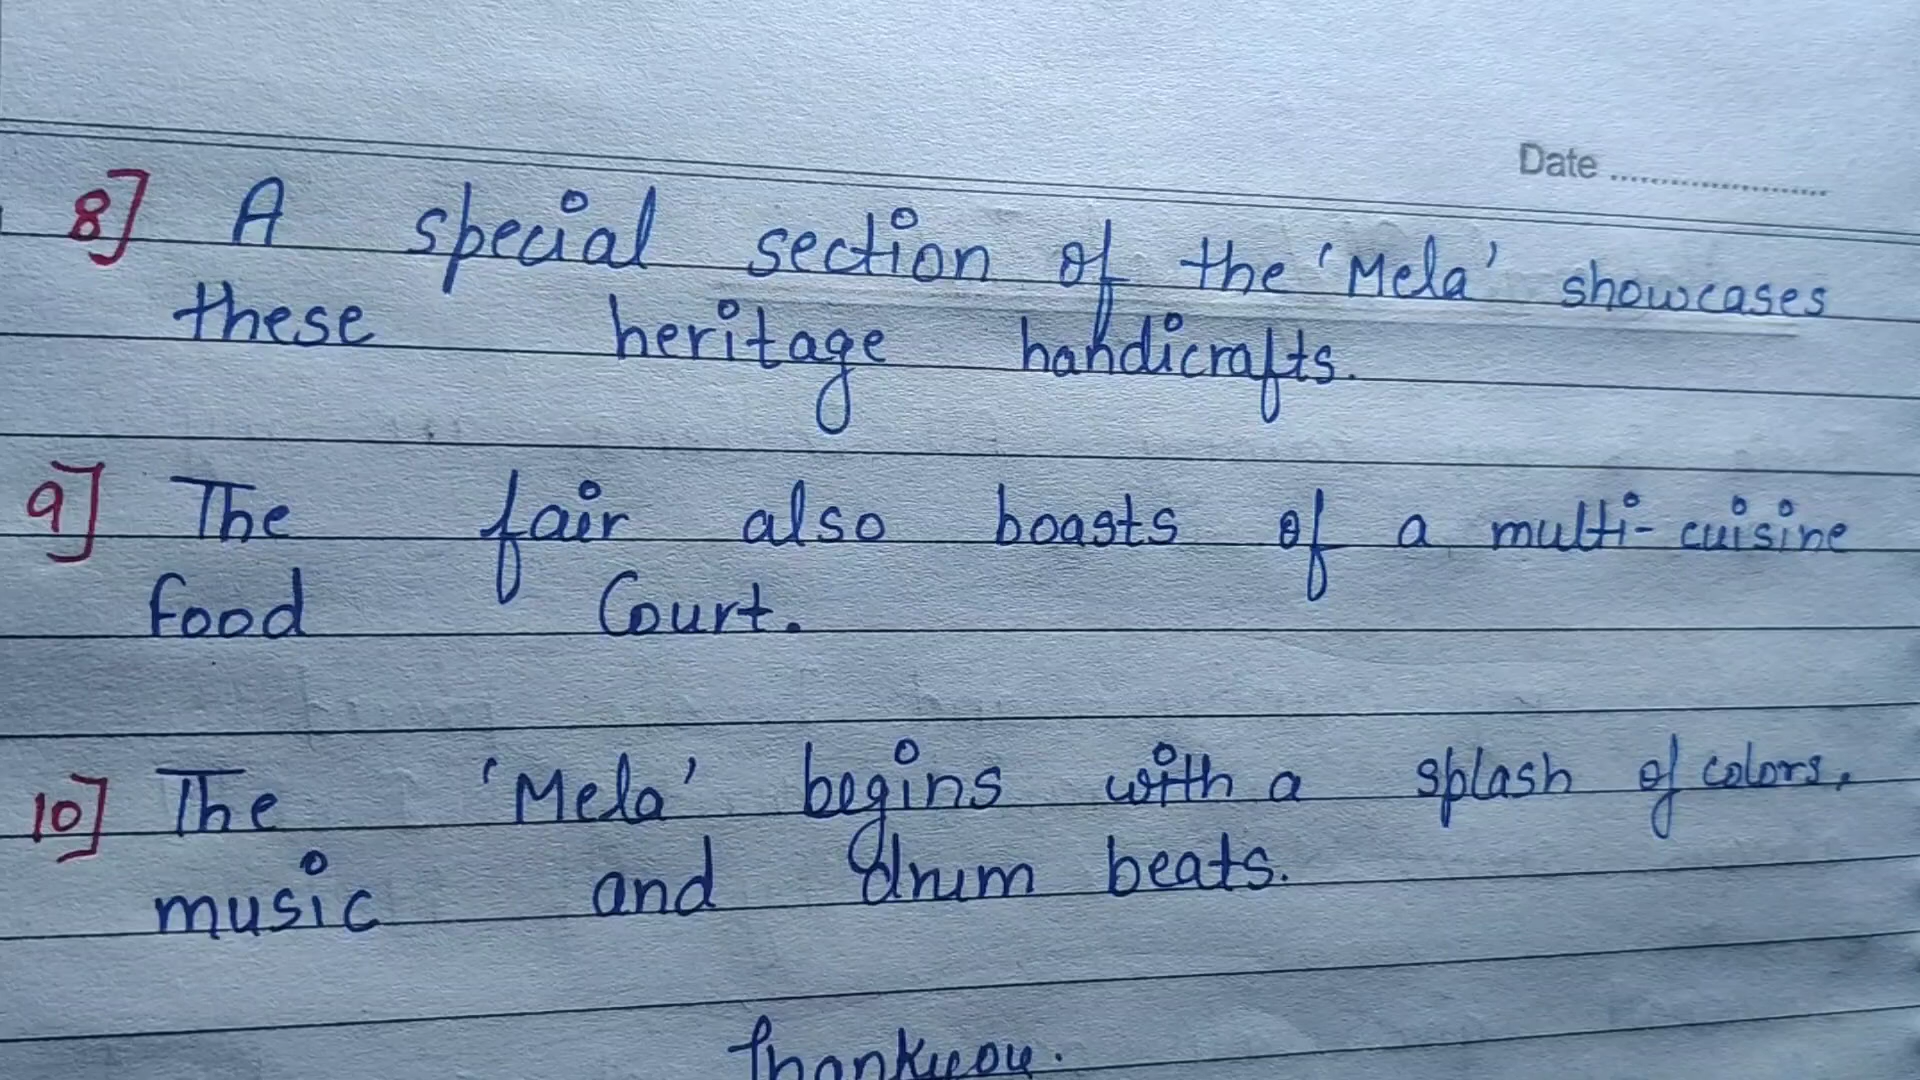 Date ......................
8] A special section of the 'Mela' showcases
these heritage handicrafts.
9] The fair also boasts of a multi-cuisine
food Court.
10] The 'Mela' begins with a splash of colors,
music and drum beats.
Thankyou.